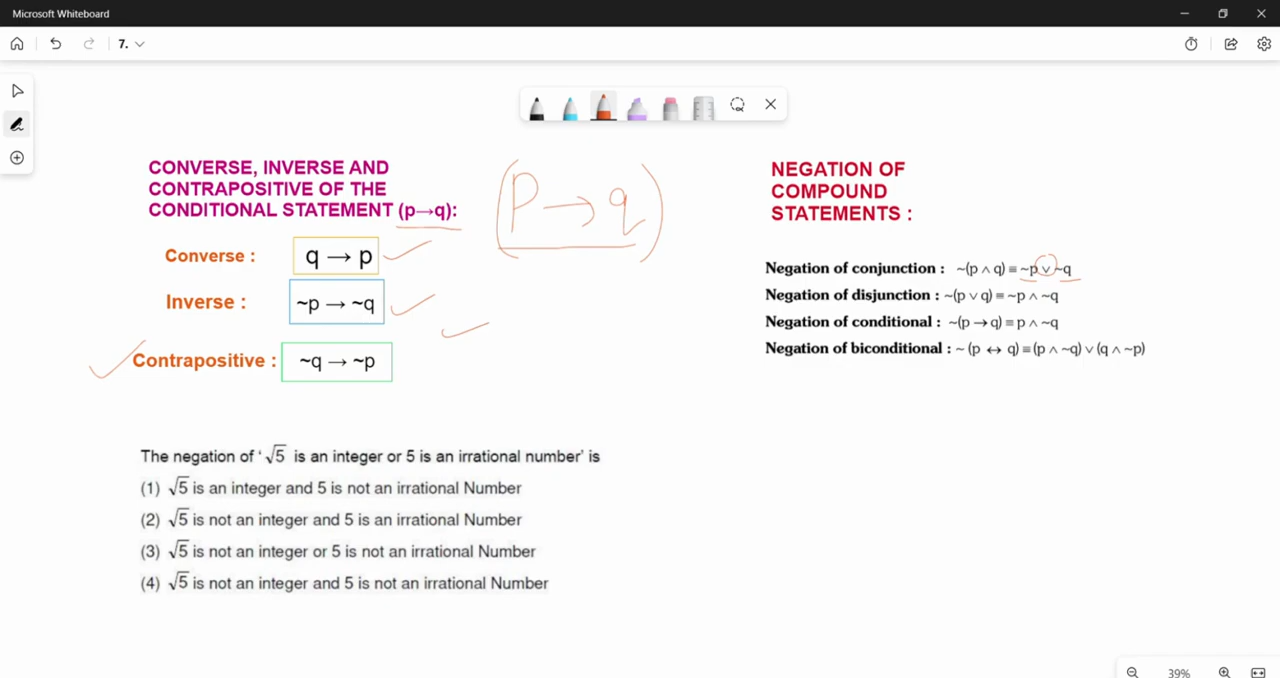 Microsoft Whiteboard
7.
CONVERSE, INVERSE AND
CONTRAPOSITIVE OF THE
CONDITIONAL STATEMENT (p→q):
(P → q)
Converse : q → p
Inverse : ~p → ~q
Contrapositive : ~q → ~p
NEGATION OF
COMPOUND
STATEMENTS :
Negation of conjunction : ~(p ∧ q) ≡ ~p ∨ ~q
Negation of disjunction : ~(p ∨ q) ≡ ~p ∧ ~q
Negation of conditional : ~(p → q) ≡ p ∧ ~q
Negation of biconditional : ~ (p ↔ q) ≡ (p ∧ ~q) ∨ (q ∧ ~p)
The negation of ‘ √5 is an integer or 5 is an irrational number’ is
(1) √5 is an integer and 5 is not an irrational Number
(2) √5 is not an integer and 5 is an irrational Number
(3) √5 is not an integer or 5 is not an irrational Number
(4) √5 is not an integer and 5 is not an irrational Number
39%